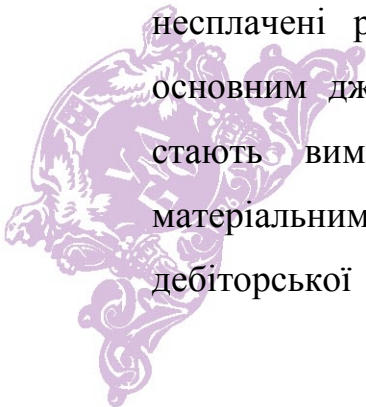 несплачені р
основним дж
стають вим
матеріальним
дебіторської